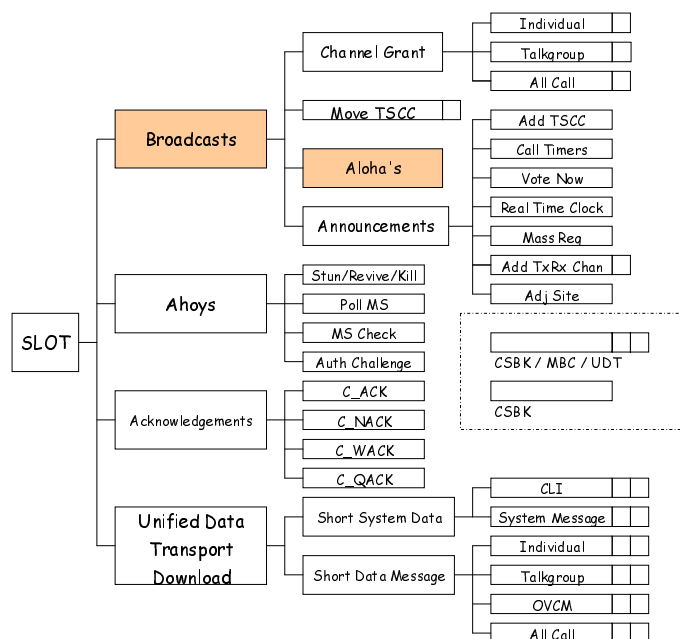 SLOT
Broadcasts
Channel Grant
Individual
Talkgroup
All Call
Move TSCC
Aloha's
Announcements
Add TSCC
Call Timers
Vote Now
Real Time Clock
Mass Reg
Add TxRx Chan
Adj Site
Ahoys
Stun/Revive/Kill
Poll MS
MS Check
Auth Challenge
CSBK / MBC / UDT
CSBK
Acknowledgements
C_ACK
C_NACK
C_WACK
C_QACK
Unified Data
Transport
Download
Short System Data
CLI
System Message
Short Data Message
Individual
Talkgroup
OVCM
All Call